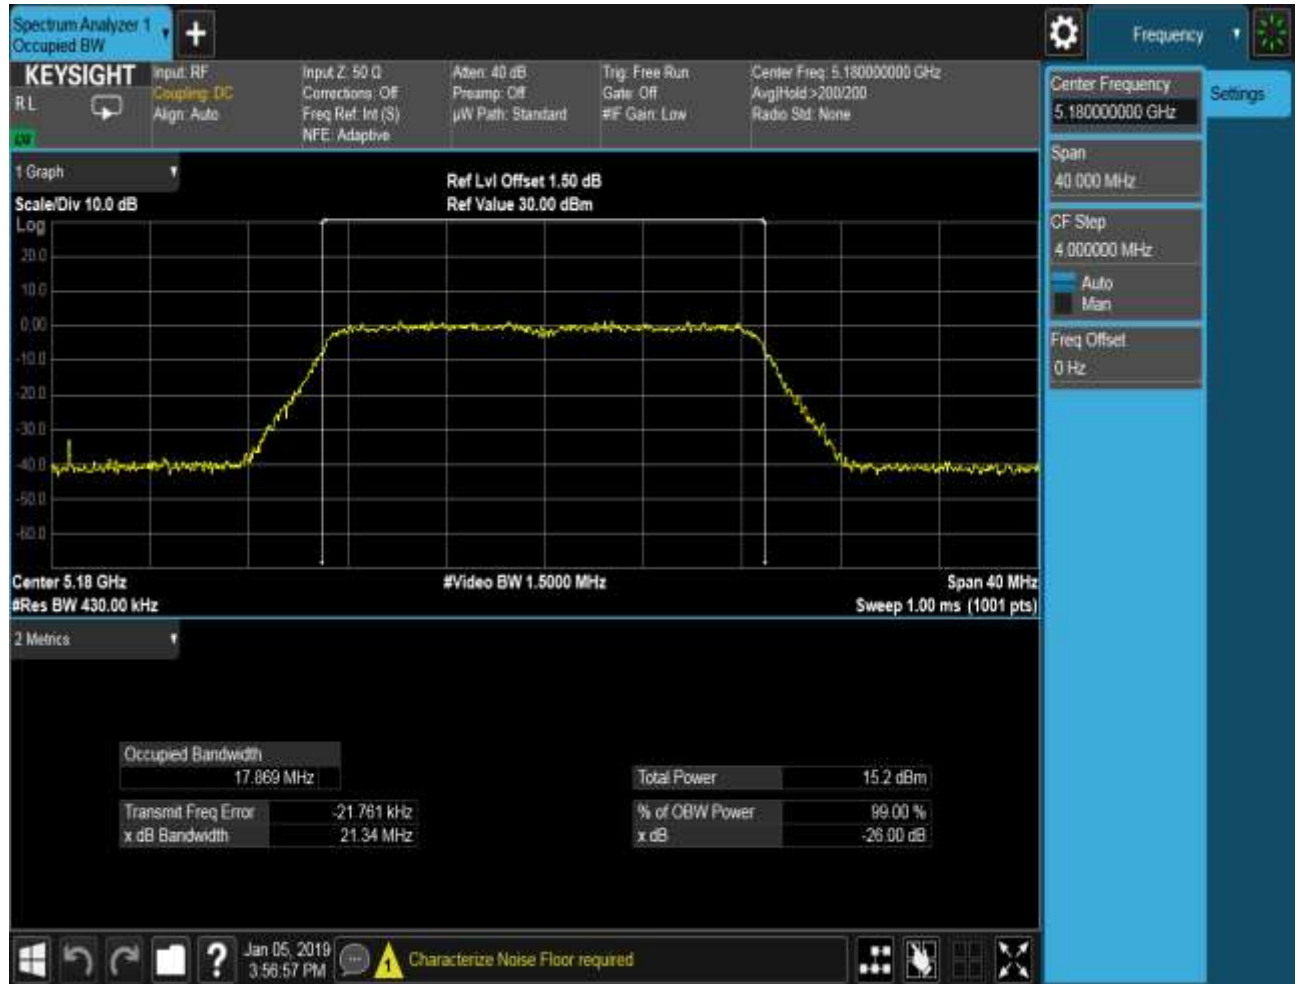 Spectrum Analyzer 1
Occupied BW
Frequency
KEYSIGHT
RL
Input: RF
Coupling: DC
Align: Auto
Input Z: 50 Ω
Corrections: Off
Freq Ref: Int (S)
NFE: Adaptive
Atten: 40 dB
Preamp: Off
µW Path: Standard
Trig: Free Run
Gate: Off
#IF Gain: Low
Center Freq: 5.180000000 GHz
Avg|Hold:>200/200
Radio Std: None
Center Frequency
5.180000000 GHz
Settings
Span
40.000 MHz
CF Step
4.000000 MHz
Auto
Man
Freq Offset
0 Hz
1 Graph
Scale/Div 10.0 dB
Ref Lvl Offset 1.50 dB
Ref Value 30.00 dBm
Log
20.0
10.0
0.00
-10.0
-20.0
-30.0
-40.0
-50.0
-60.0
Center 5.18 GHz
#Video BW 1.5000 MHz
Span 40 MHz
#Res BW 430.00 kHz
Sweep 1.00 ms (1001 pts)
2 Metrics
Occupied Bandwidth
17.869 MHz
Total Power 15.2 dBm
Transmit Freq Error -21.761 kHz
% of OBW Power 99.00 %
x dB Bandwidth 21.34 MHz
x dB -26.00 dB
Jan 05, 2019
3:56:57 PM
1
Characterize Noise Floor required